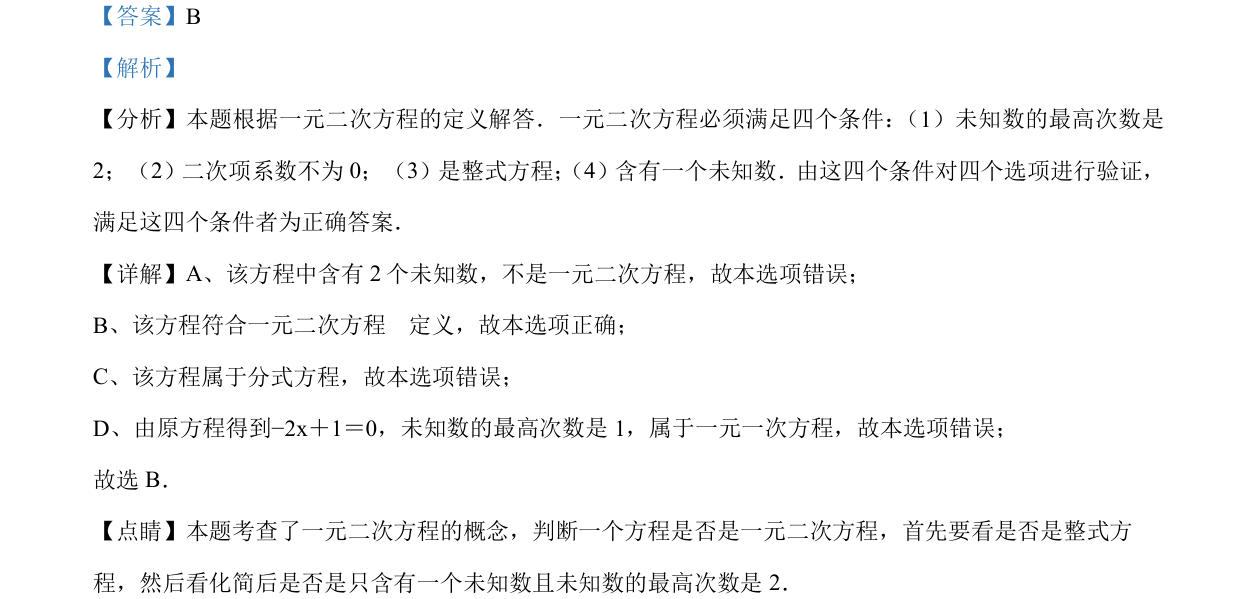 【答案】B
【解析】
【分析】本题根据一元二次方程的定义解答．一元二次方程必须满足四个条件：（1）未知数的最高次数是
2；（2）二次项系数不为 0；（3）是整式方程；（4）含有一个未知数．由这四个条件对四个选项进行验证，
满足这四个条件者为正确答案．
【详解】A、该方程中含有 2 个未知数，不是一元二次方程，故本选项错误；
B、该方程符合一元二次方程　定义，故本选项正确；
C、该方程属于分式方程，故本选项错误；
D、由原方程得到−2x＋1＝0，未知数的最高次数是 1，属于一元一次方程，故本选项错误；
故选 B．
【点睛】本题考查了一元二次方程的概念，判断一个方程是否是一元二次方程，首先要看是否是整式方
程，然后看化简后是否是只含有一个未知数且未知数的最高次数是 2．